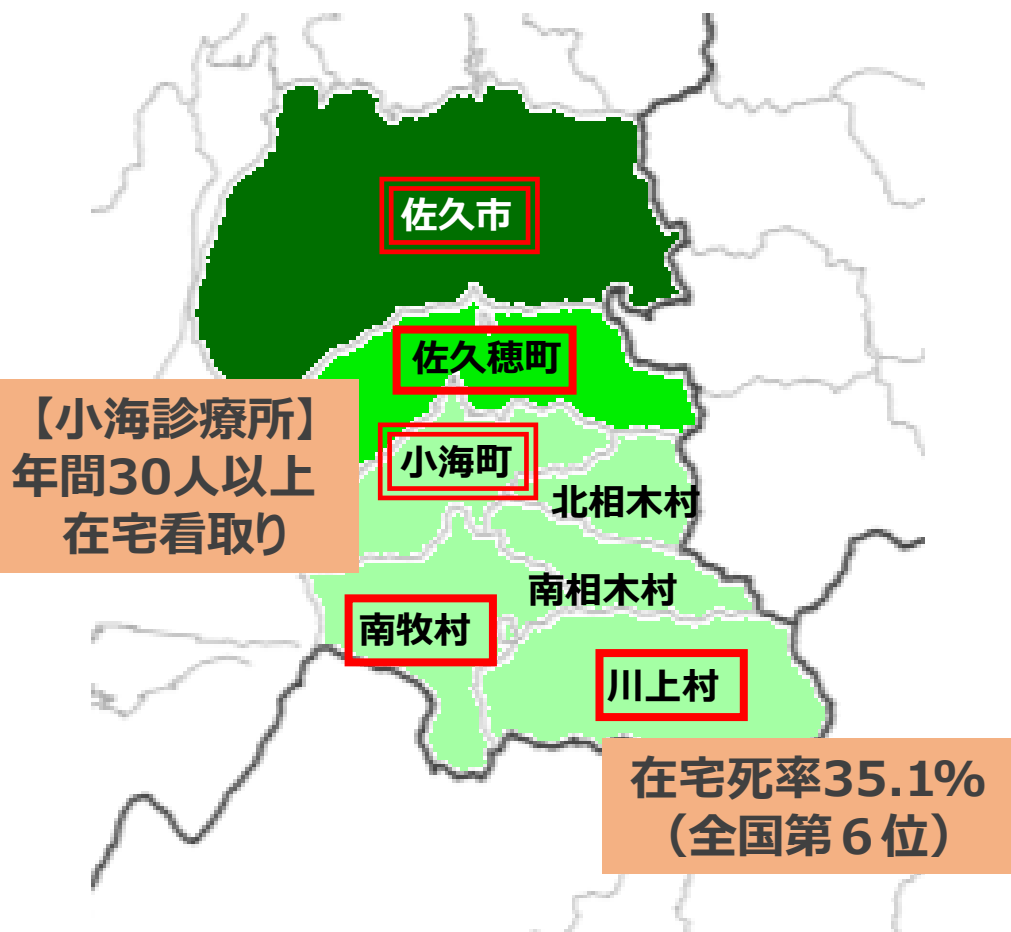 佐久市
佐久穂町
【小海診療所】
年間30人以上
在宅看取り
小海町
北相木村
南相木村
南牧村
川上村
在宅死率35.1%
（全国第６位）